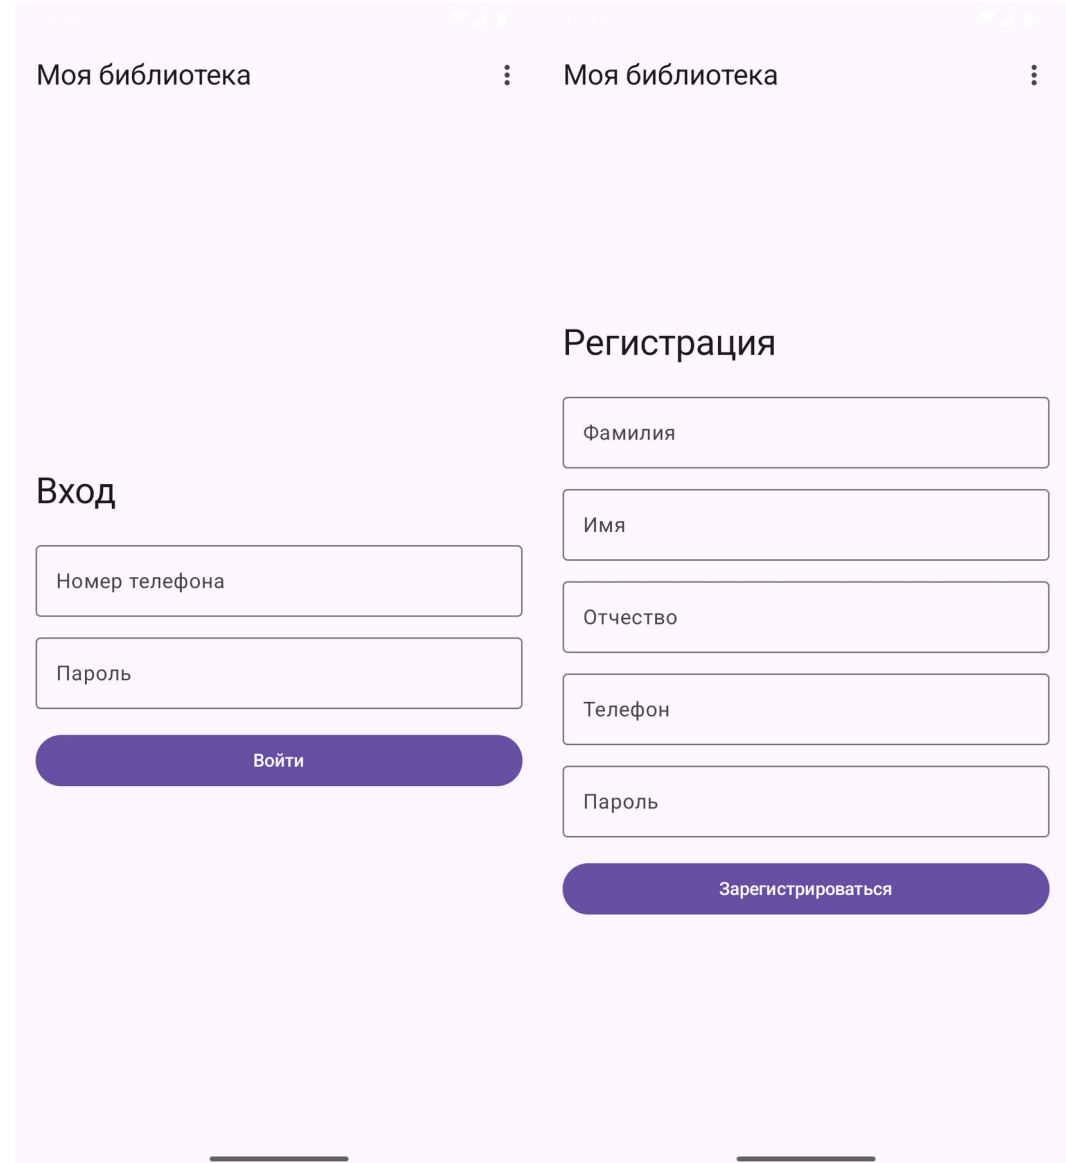 Моя библиотека
Вход
Номер телефона
Пароль
Войти
Моя библиотека
Регистрация
Фамилия
Имя
Отчество
Телефон
Пароль
Зарегистрироваться